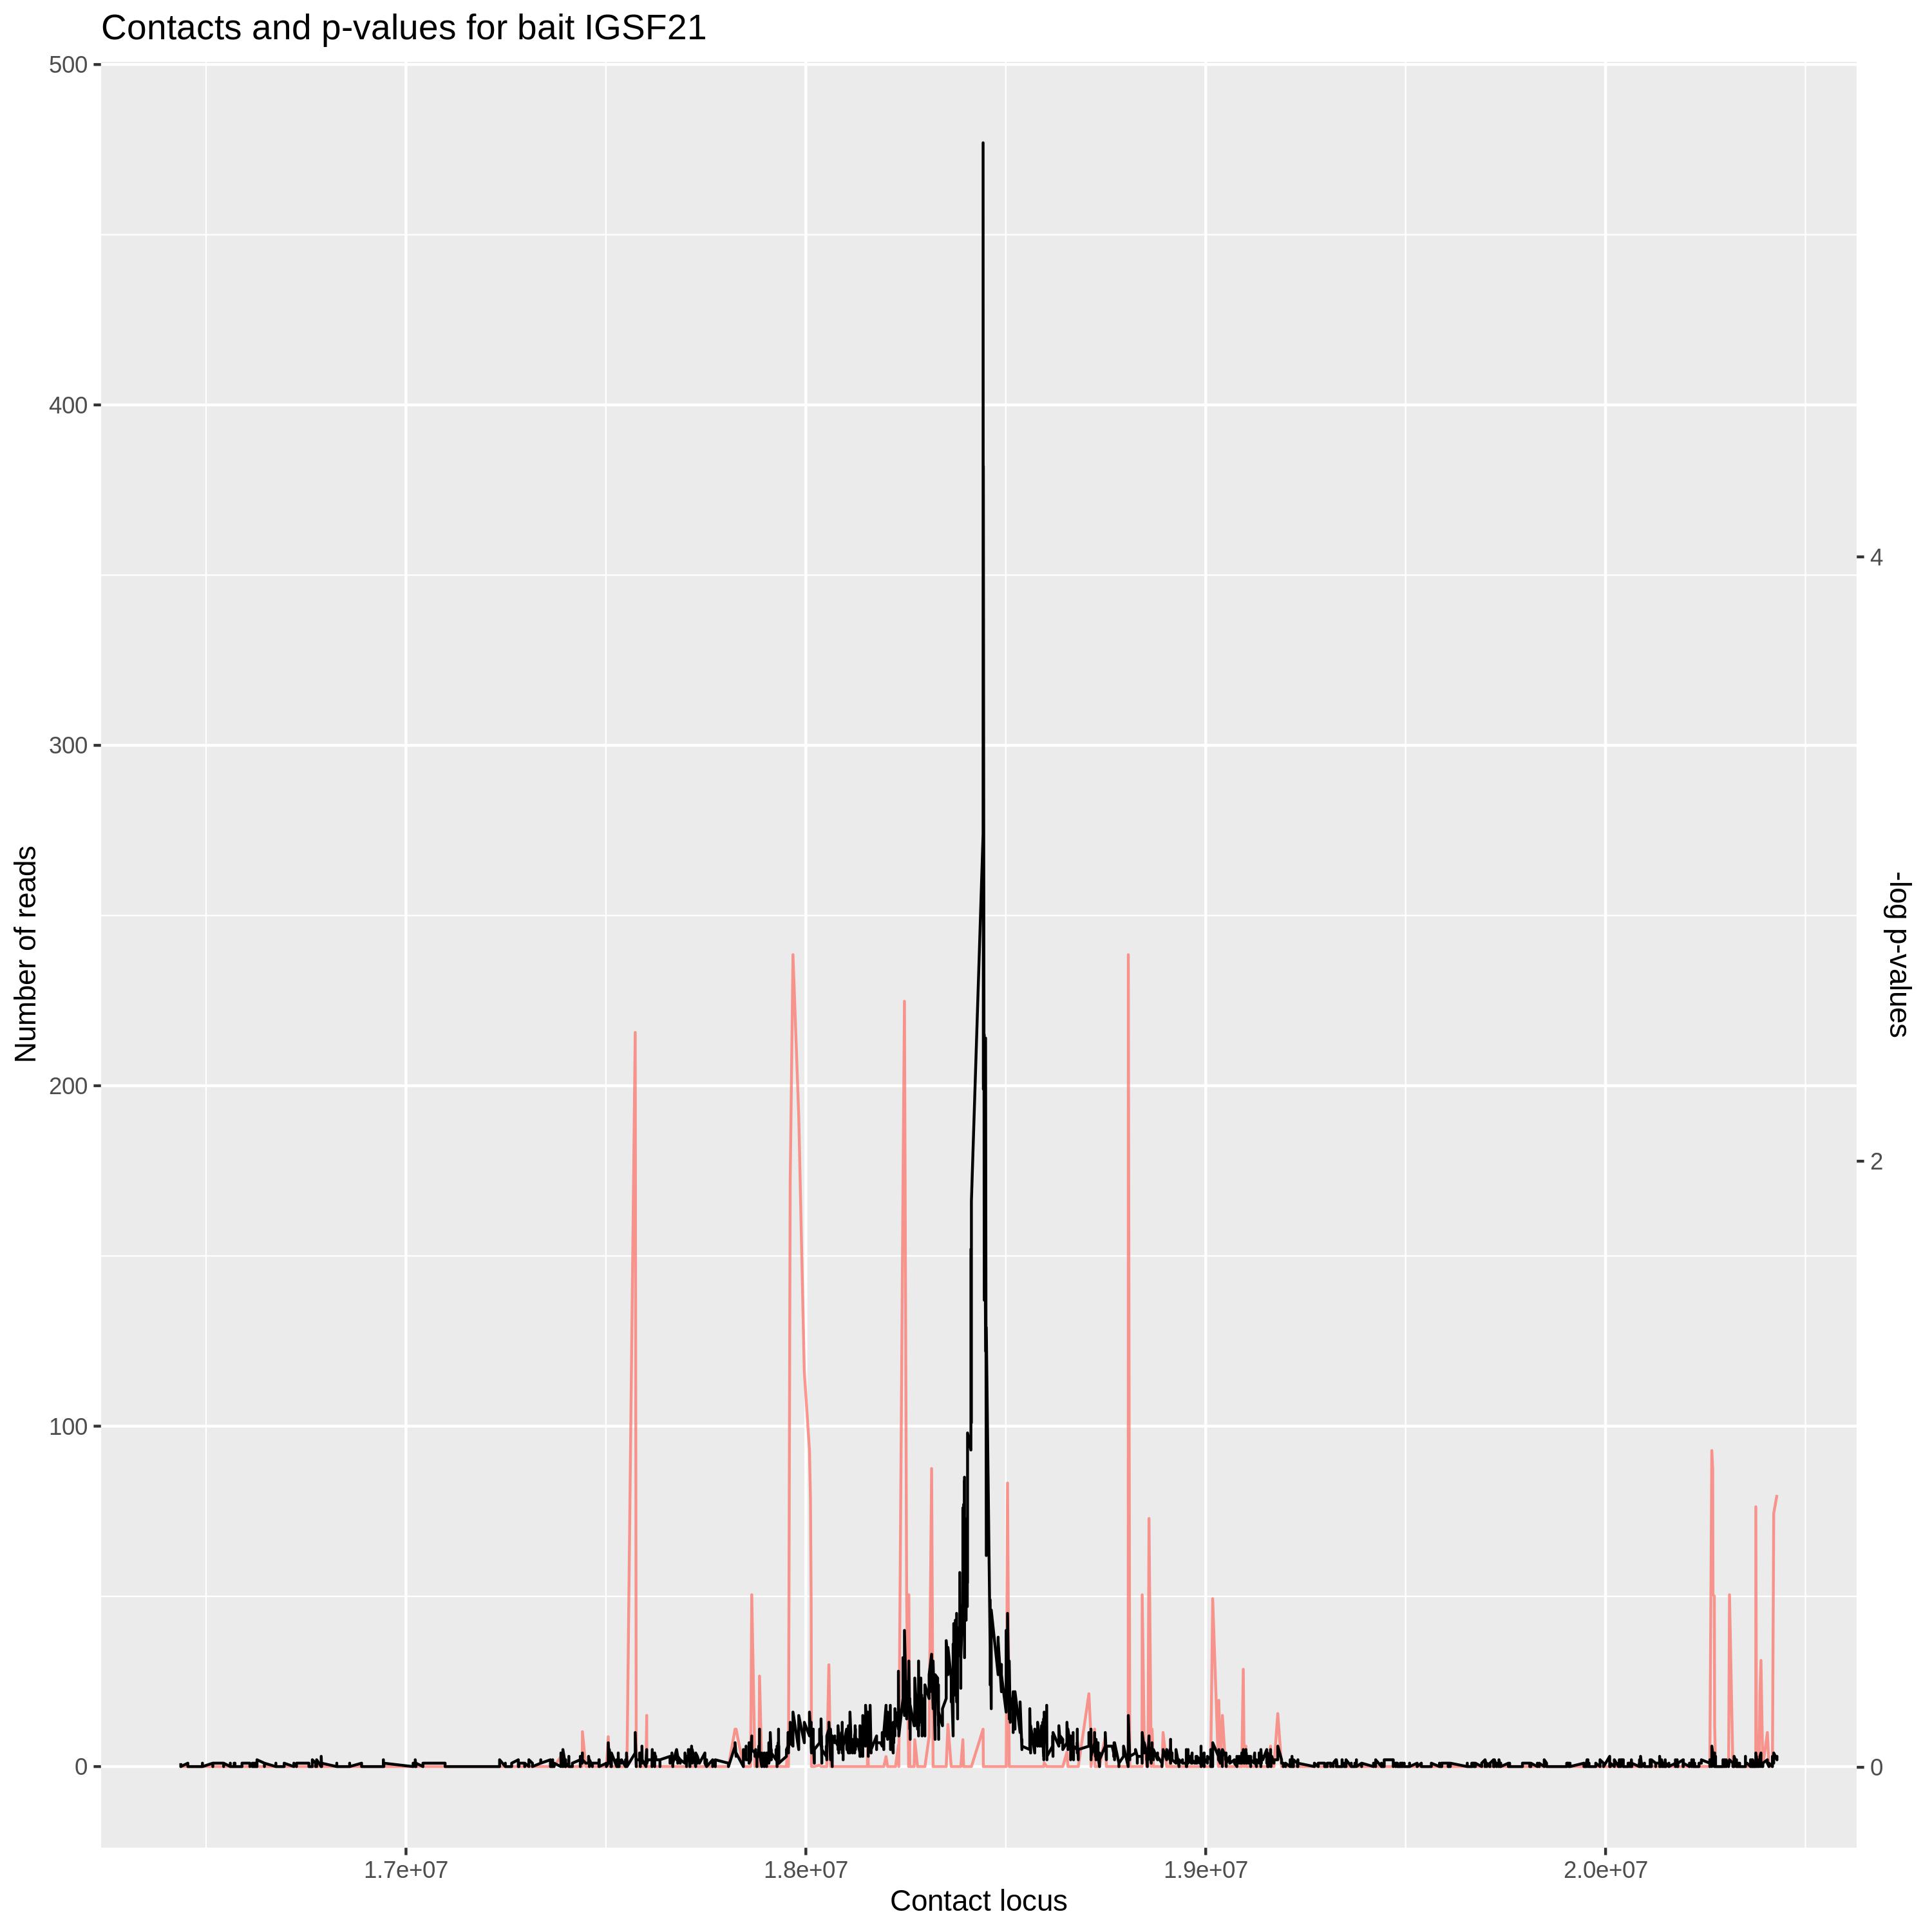 Contacts and p-values for bait IGSF21
500
400
300
200
100
0
Number of reads
4
2
0
-log p-values
1.7e+07
1.8e+07
1.9e+07
2.0e+07
Contact locus